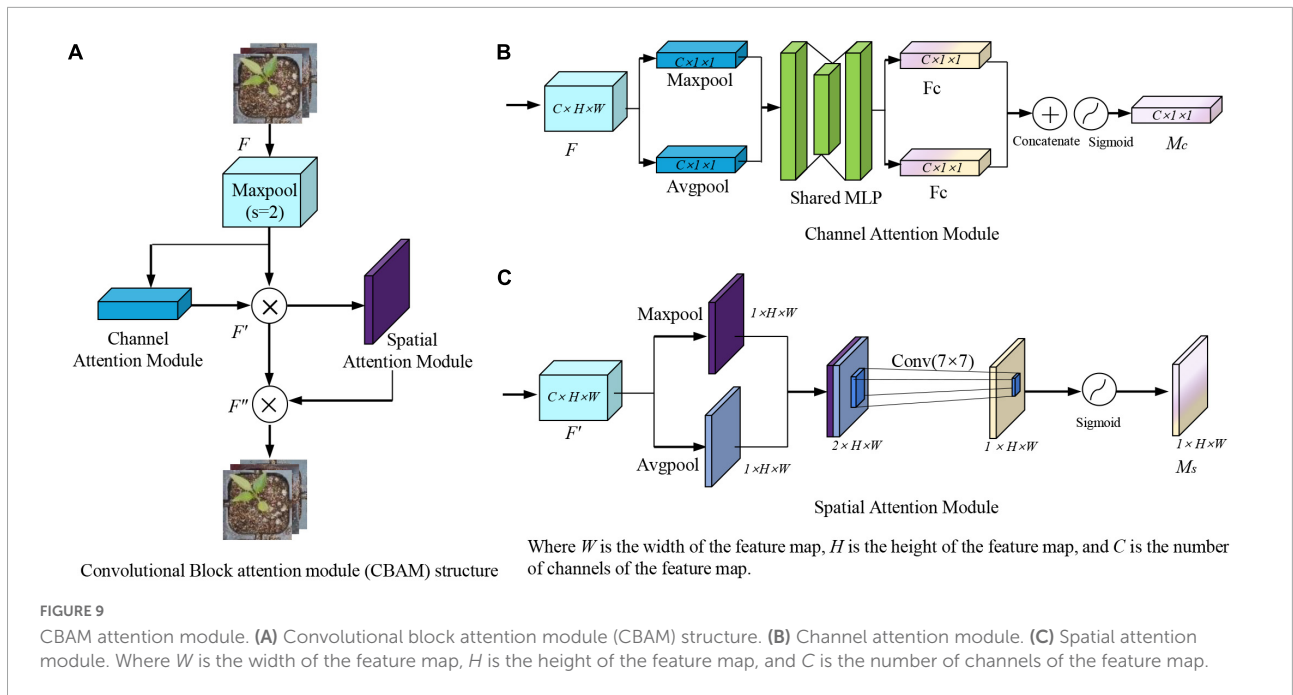 A
F
Maxpool
(s=2)
Channel
Attention Module
F′
Spatial
Attention Module
F″
Convolutional Block attention module (CBAM) structure
B
C×H×W
F
C×1×1
Maxpool
C×1×1
Avgpool
Shared MLP
C×1×1
Fc
C×1×1
Fc
Concatenate
Sigmoid
C×1×1
Mc
Channel Attention Module
C
C×H×W
F′
Maxpool
1×H×W
Avgpool
1×H×W
2×H×W
Conv(7×7)
1×H×W
Sigmoid
1×H×W
Ms
Spatial Attention Module
Where W is the width of the feature map, H is the height of the feature map, and C is the number
of channels of the feature map.
FIGURE 9
CBAM attention module. (A) Convolutional block attention module (CBAM) structure. (B) Channel attention module. (C) Spatial attention
module. Where W is the width of the feature map, H is the height of the feature map, and C is the number of channels of the feature map.